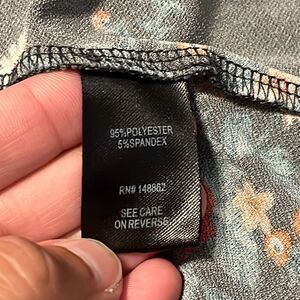 95%POLYESTER
5%SPANDEX
RN# 148862
SEE CARE
ON REVERSE